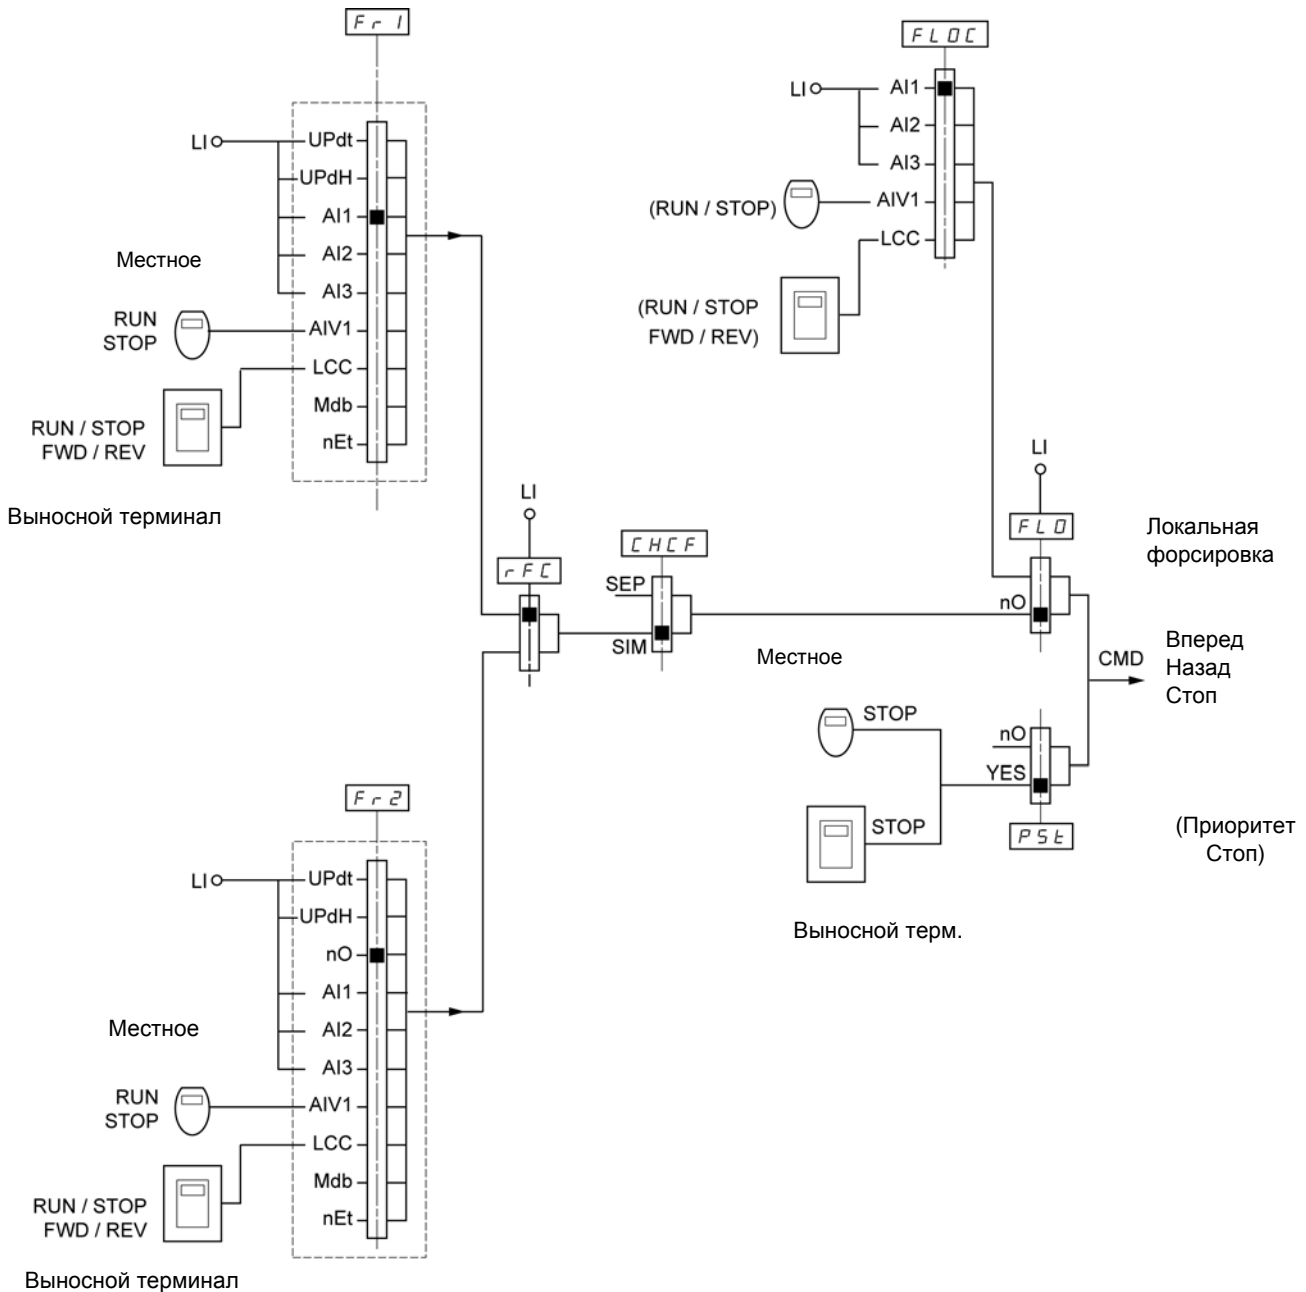 Fr1
LI
UPdt
UPdH
AI1
AI2
AI3
AIV1
LCC
Mdb
nEt
Местное
RUN
STOP
RUN / STOP
FWD / REV
Выносной терминал
FLOC
LI
AI1
AI2
AI3
AIV1
LCC
(RUN / STOP)
(RUN / STOP
FWD / REV)
LI
rFC
CHCF
SEP
SIM
LI
FLO
nO
Локальная
форсировка
Местное
CMD
Вперед
Назад
Стоп
STOP
STOP
nO
YES
PSt
(Приоритет
Стоп)
Выносной терм.
Fr2
LI
UPdt
UPdH
nO
AI1
AI2
AI3
AIV1
LCC
Mdb
nEt
Местное
RUN
STOP
RUN / STOP
FWD / REV
Выносной терминал